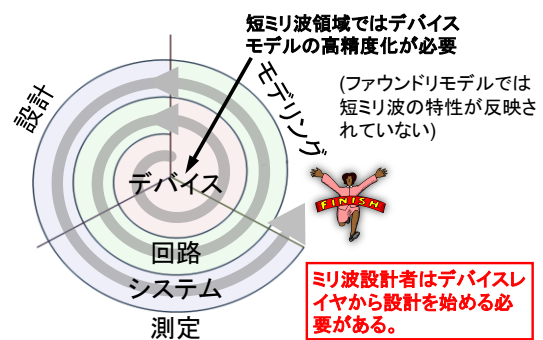 短ミリ波領域ではデバイス
モデルの高精度化が必要
設計
モデリング
(ファウンドリモデルでは
短ミリ波の特性が反映さ
れていない)
デバイス
FINISH
回路
システム
測定
ミリ波設計者はデバイスレ
イヤから設計を始める必
要がある。